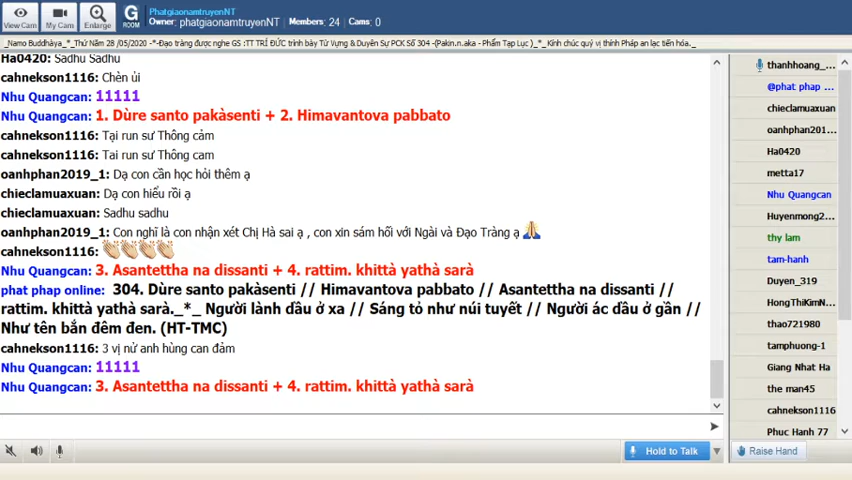 View Cam
My Cam
Enlarge
G
ROOM
Room: PhatgiaonamtruyenNT
Owner: phatgiaonamtruyenNT
Members: 24
Cams: 0
_Namo Buddhàya_*_Thứ Năm 28 /05/2020 -*-Đạo tràng được nghe GS :TT TRÍ ĐỨC trình bày Từ Vựng & Duyên Sự PCK Số 304 -(Pakin.n.aka - Phẩm Tạp Lục )_*_ Kính chúc quý vị thính Pháp an lạc tiến hóa._
Ha0420: Sadhu Sadhu
cahnekson1116: Chèn ủi
Nhu Quangcan: 11111
Nhu Quangcan: 1. Dùre santo pakàsenti + 2. Himavantova pabbato
cahnekson1116: Tại run sư Thông cảm
cahnekson1116: Tai run sư Thông cam
oanhphan2019_1: Dạ con cần học hỏi thêm ạ
chieclamuaxuan: Dạ con hiểu rồi ạ
chieclamuaxuan: Sadhu sadhu
oanhphan2019_1: Con nghĩ là con nhận xét Chị Hà sai ạ , con xin sám hối với Ngài và Đạo Tràng ạ
cahnekson1116:
Nhu Quangcan: 3. Asantettha na dissanti + 4. rattim. khittà yathà sarà
phat phap online: 304. Dùre santo pakàsenti // Himavantova pabbato // Asantettha na dissanti //
rattim. khittà yathà sarà._*_ Người lành dầu ở xa // Sáng tỏ như núi tuyết // Người ác dầu ở gần //
Như tên bắn đêm đen. (HT-TMC)
cahnekson1116: 3 vị nử anh hùng can đảm
Nhu Quangcan: 11111
Nhu Quangcan: 3. Asantettha na dissanti + 4. rattim. khittà yathà sarà
Hold to Talk
thanhhoang_...
@phat phap ...
chieclamuaxuan
oanhphan201...
Ha0420
metta17
Nhu Quangcan
Huyenmong2...
thy lam
tam-hanh
Duyen_319
HongThiKimN...
thao721980
tamphuong-1
Giang Nhat Ha
the man45
cahnekson1116
Phuc Hanh 77
Raise Hand